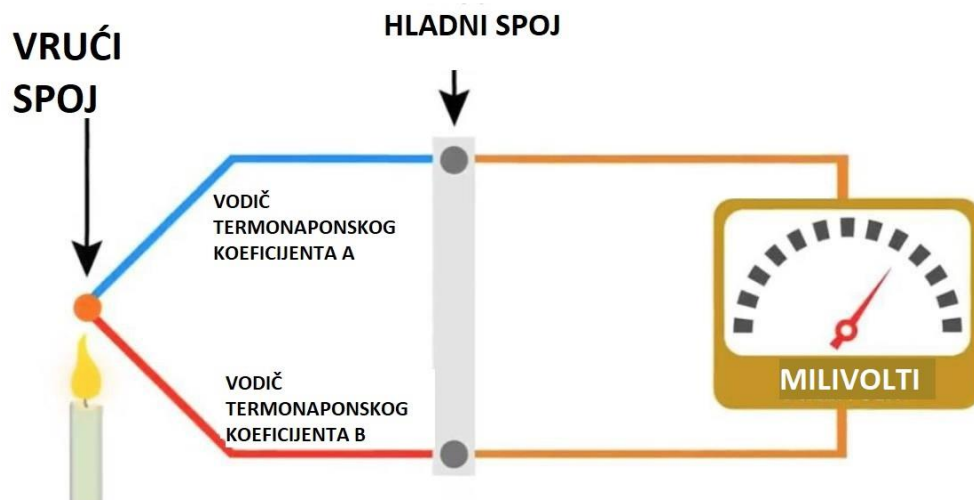 VRUĆI
SPOJ
HLADNI SPOJ
VODIČ
TERMONAPONSKOG
KOEFICIJENTA A
VODIČ
TERMONAPONSKOG
KOEFICIJENTA B
MILIVOLTI